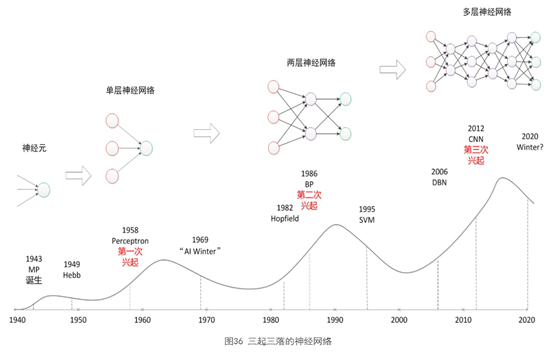 多层神经网络
两层神经网络
单层神经网络
神经元
1943
MP
诞生
1949
Hebb
1958
Perceptron
第一次
兴起
1969
“AI Winter”
1982
Hopfield
1986
BP
第二次
兴起
1995
SVM
2006
DBN
2012
CNN
第三次
兴起
2020
Winter?
1940 1950 1960 1970 1980 1990 2000 2010 2020
图36 三起三落的神经网络